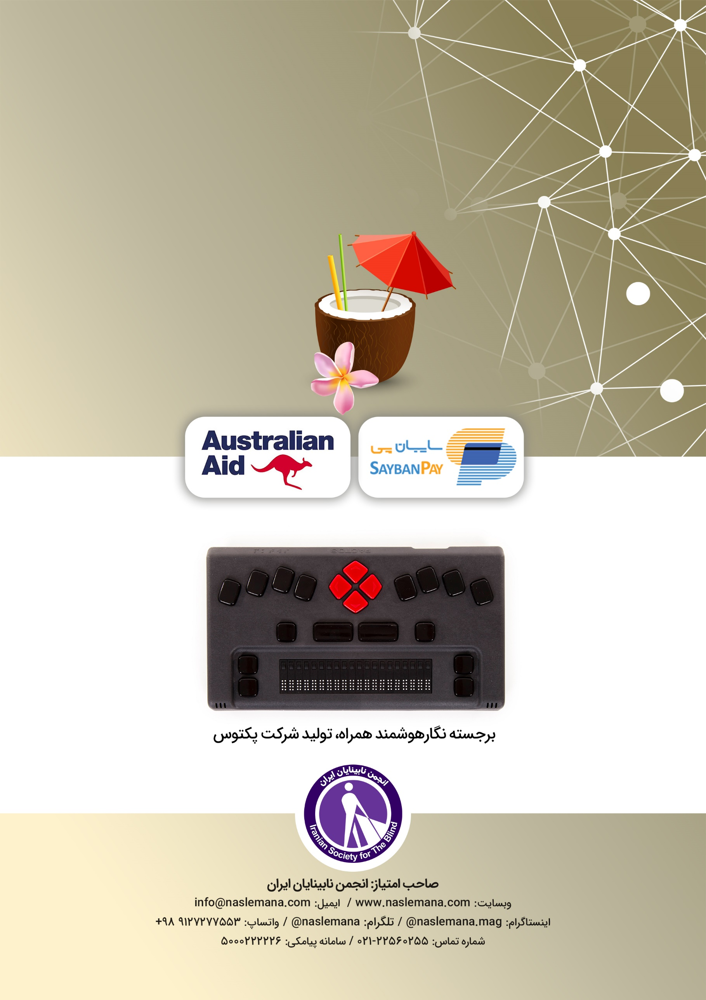 Australian
Aid
سایبان پی
SAYBANPAY
PACTOS
برجسته نگارهوشمند همراه، تولید شرکت پکتوس
انجمن نابینایان ایران
Iranian Society for The Blind
صاحب امتیاز: انجمن نابینایان ایران
وبسایت: www.naslemana.com / ایمیل: info@naslemana.com
اینستاگرام: @naslemana.mag / تلگرام: @naslemana / واتساپ: ۹۱۲۷۲۷۷۵۵۳ ۹۸+
شماره تماس: ۲۲۵۶۰۲۵۵-۰۲۱ / سامانه پیامکی: ۵۰۰۰۲۲۲۲۲۶